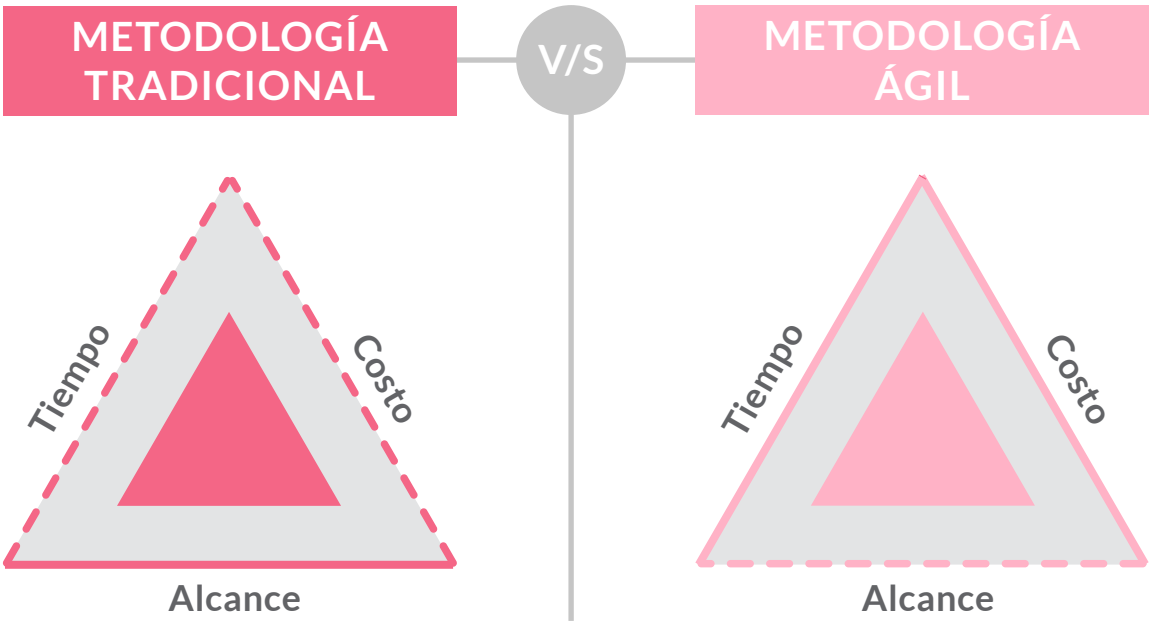 METODOLOGÍA
TRADICIONAL
V/S
METODOLOGÍA
ÁGIL
Tiempo
Costo
Alcance
Tiempo
Costo
Alcance